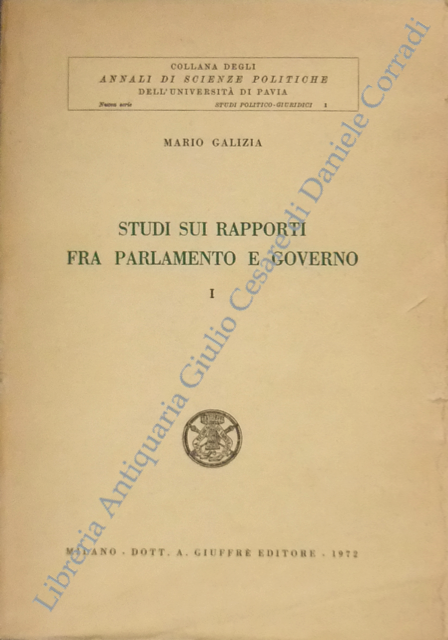 COLLANA DEGLI
ANNALI DI SCIENZE POLITICHE
DELL'UNIVERSITÀ DI PAVIA
Nuova serie STUDI POLITICO-GIURIDICI 1
MARIO GALIZIA
STUDI SUI RAPPORTI
FRA PARLAMENTO E GOVERNO
I
MILANO - DOTT. A. GIUFFRÈ EDITORE - 1972
Libreria Antiquaria Giulio Cesare di Daniele Corradi